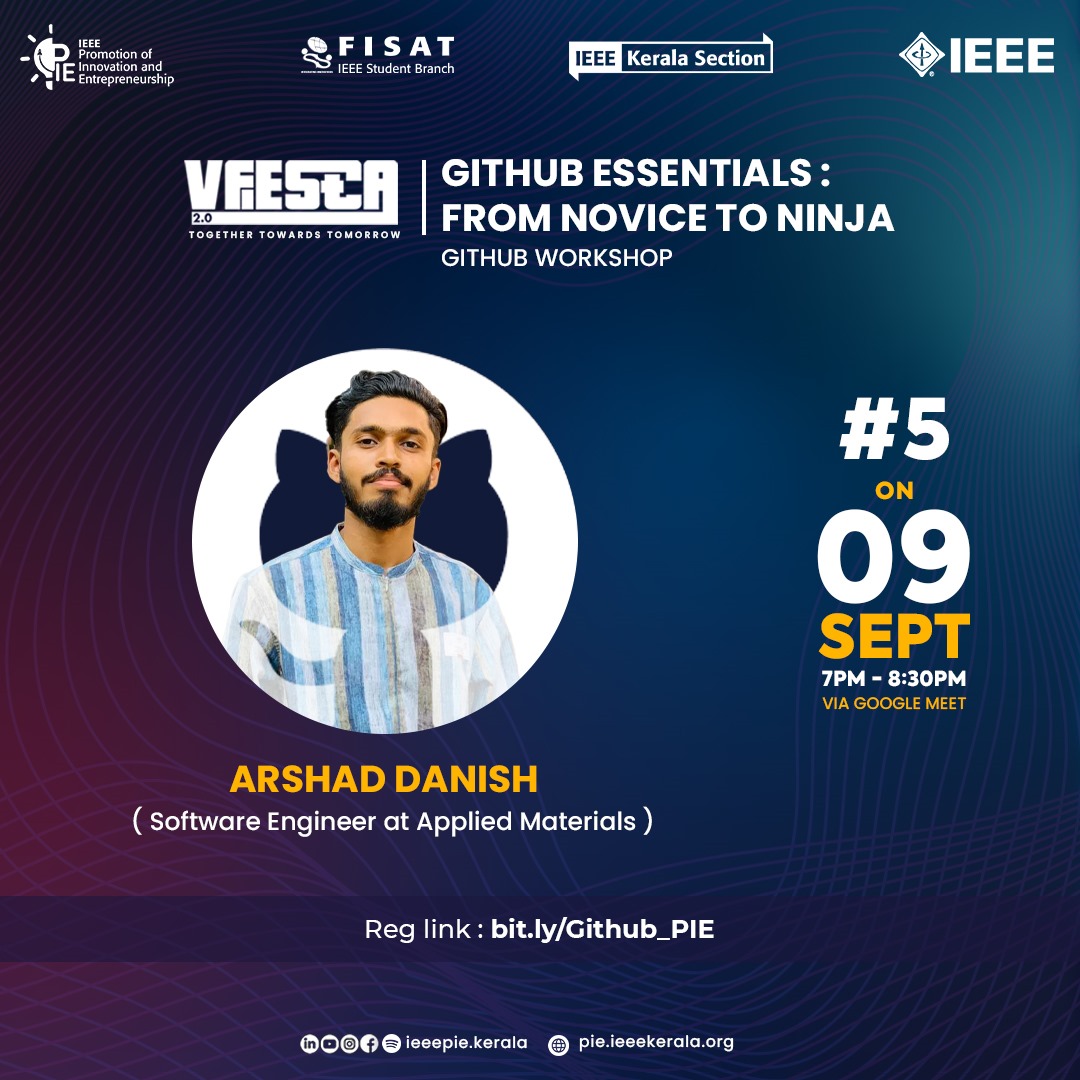 IEEE
Promotion of
Innovation and
Entrepreneurship
PIE
FISAT
IEEE Student Branch
IEEE Kerala Section
IEEE
VFIESTA
2.0
TOGETHER TOWARDS TOMORROW
GITHUB ESSENTIALS :
FROM NOVICE TO NINJA
GITHUB WORKSHOP
#5
ON
09
SEPT
7PM - 8:30PM
VIA GOOGLE MEET
ARSHAD DANISH
( Software Engineer at Applied Materials )
Reg link : bit.ly/Github_PIE
ieeepie.kerala
pie.ieeekerala.org